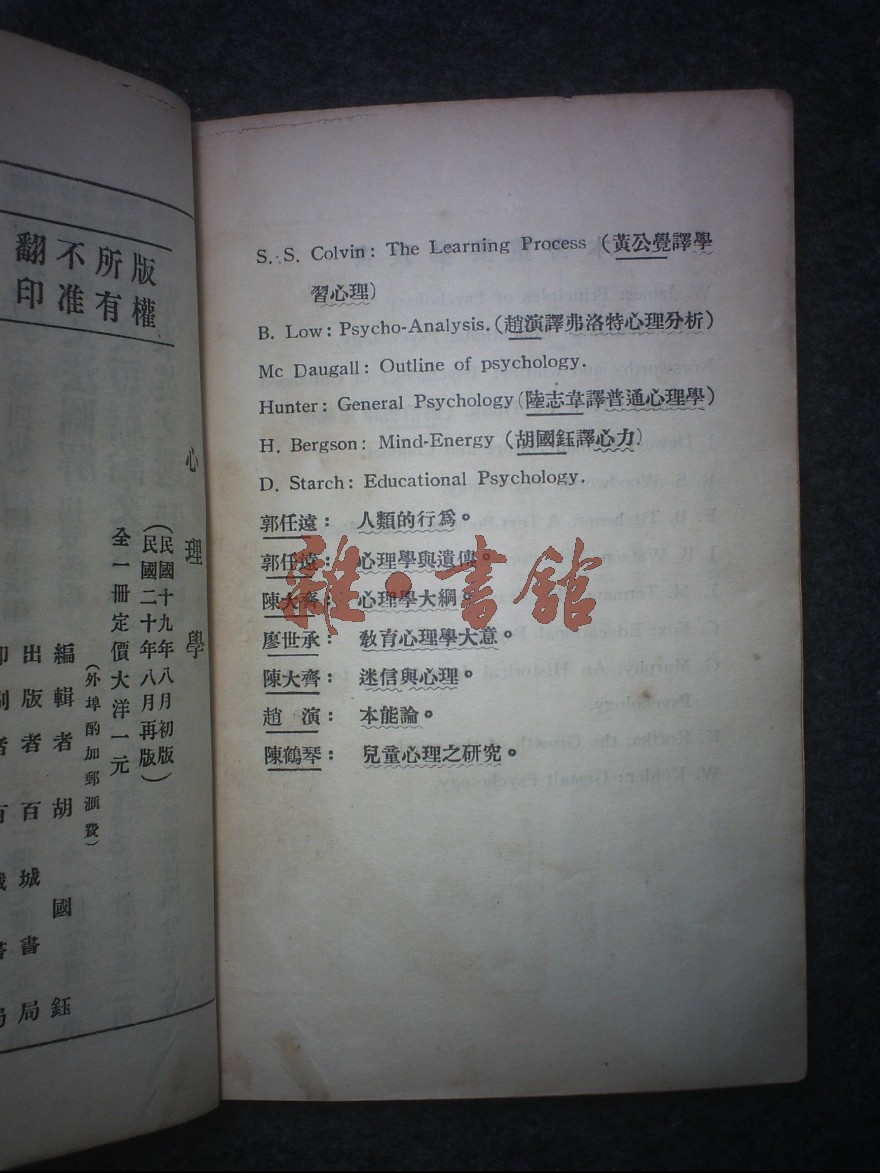 S. S. Colvin: The Learning Process (黃公覺譯學
習心理)
B. Low: Psycho-Analysis. (趙演譯弗洛特心理分析)
Mc Daugall: Outline of psychology.
Hunter: General Psychology (陸志韋譯普通心理學)
H. Bergson: Mind-Energy (胡國鈺譯心力)
D. Starch: Educational Psychology.
郭任遠: 人類的行爲。
郭任遠: 心理學與遺傳。
陳大齊: 心理學大綱。
廖世承: 敎育心理學大意。
陳大齊: 迷信與心理。
趙演: 本能論。
陳鶴琴: 兒童心理之硏究。
雜·書館
版權
所有
不准
翻印
心理學
(民國十九年八月初版
民國二十年八月再版)
全一冊定價大洋一元
(外埠酌加郵滙費)
編輯者 胡國鈺
出版者 百城書局